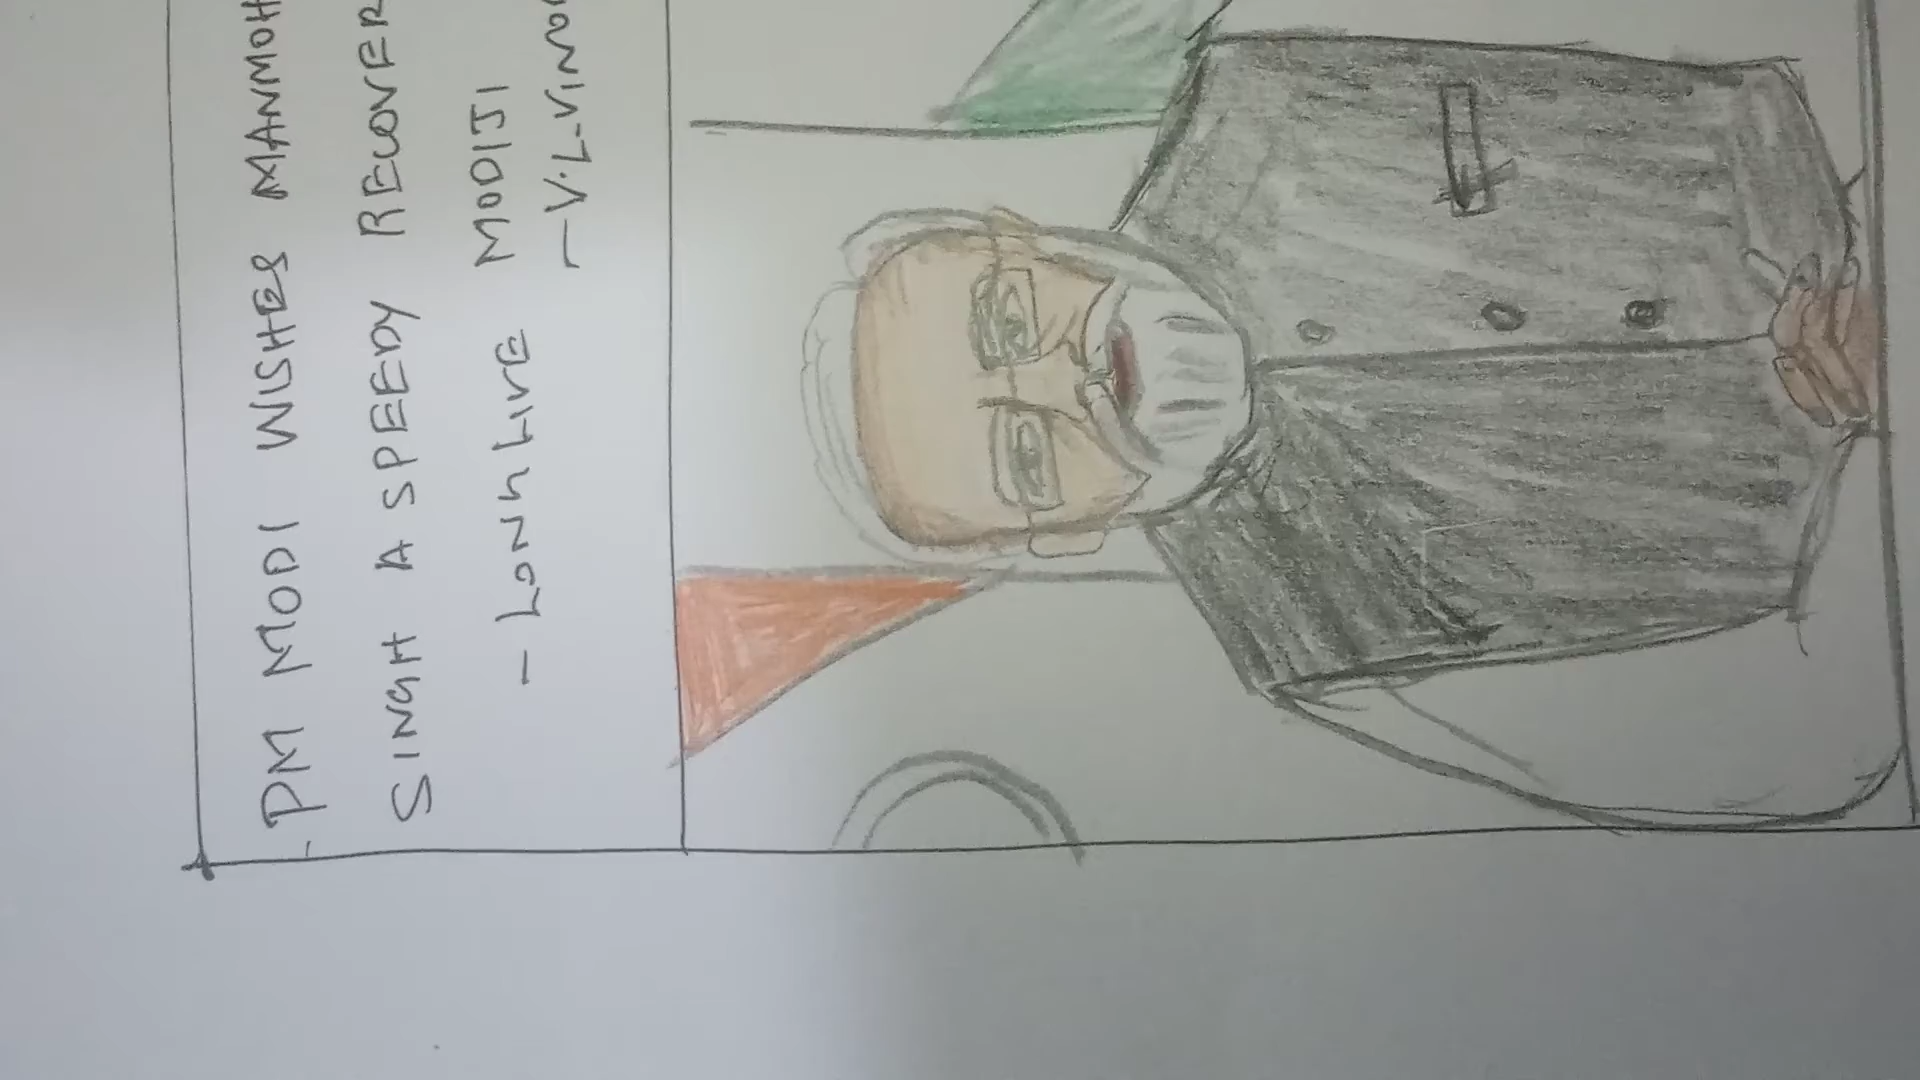 PM MODI WISHES MANMOH
SINGH A SPEEDY RECOVER
- LONG LIVE MODIJI
- V.L.VINO